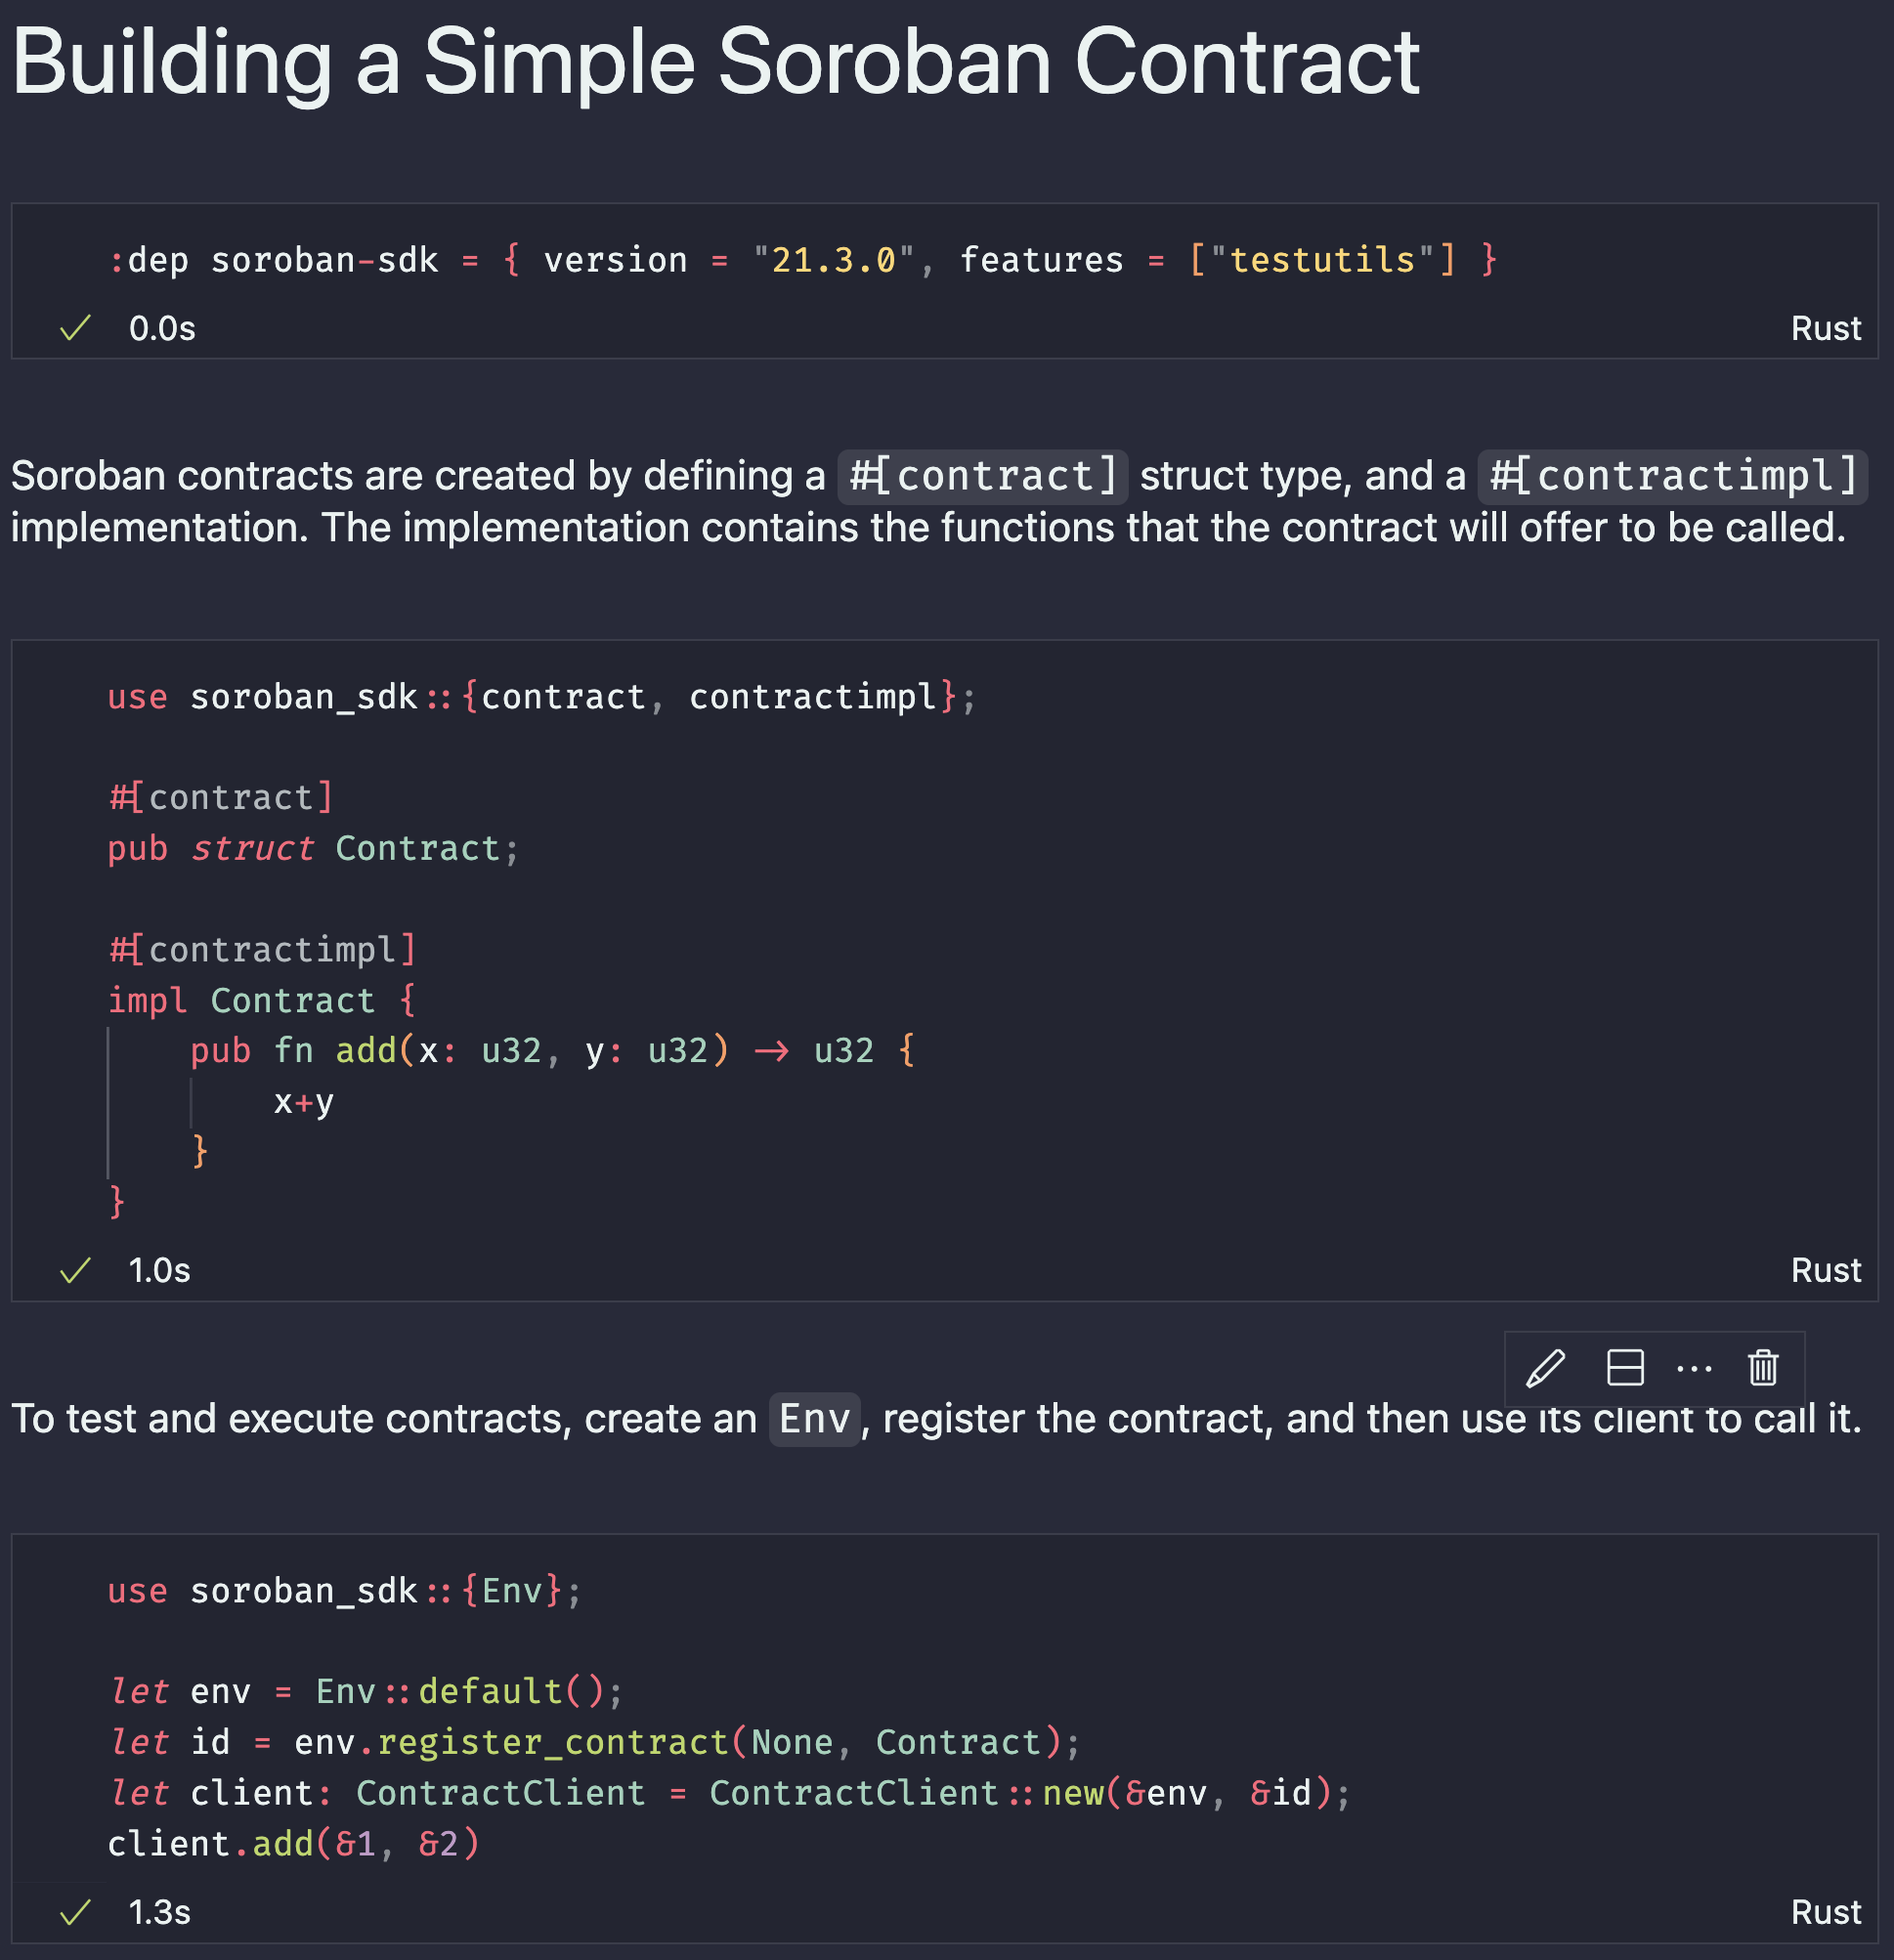 Building a Simple Soroban Contract
:dep soroban-sdk = { version = "21.3.0", features = ["testutils"] }
0.0s
Rust
Soroban contracts are created by defining a #[contract] struct type, and a #[contractimpl]
implementation. The implementation contains the functions that the contract will offer to be called.
use soroban_sdk::{contract, contractimpl};
#[contract]
pub struct Contract;
#[contractimpl]
impl Contract {
pub fn add(x: u32, y: u32) -> u32 {
x+y
}
}
1.0s
Rust
To test and execute contracts, create an Env, register the contract, and then use its client to call it.
use soroban_sdk::{Env};
let env = Env::default();
let id = env.register_contract(None, Contract);
let client: ContractClient = ContractClient::new(&env, &id);
client.add(&1, &2)
1.3s
Rust